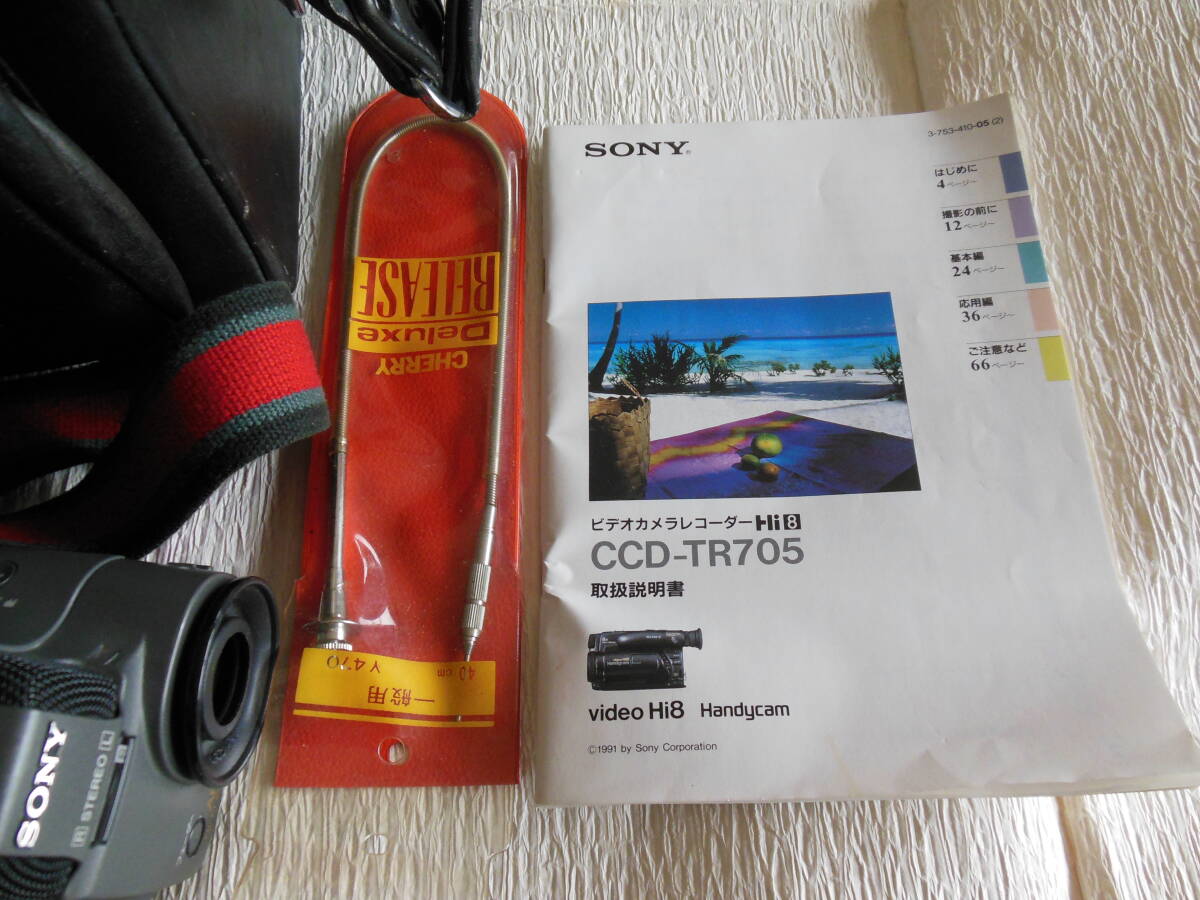 SONY®
3-753-410-05 (2)
はじめに
4ページ〜
撮影の前に
12ページ〜
基本編
24ページ〜
応用編
36ページ〜
ご注意など
66ページ〜
ビデオカメラレコーダー Hi8
CCD-TR705
取扱説明書
video Hi8 Handycam
©1991 by Sony Corporation
CHERRY
Deluxe
RELEASE
一般用
40cm
¥470
SONY
R STEREO L